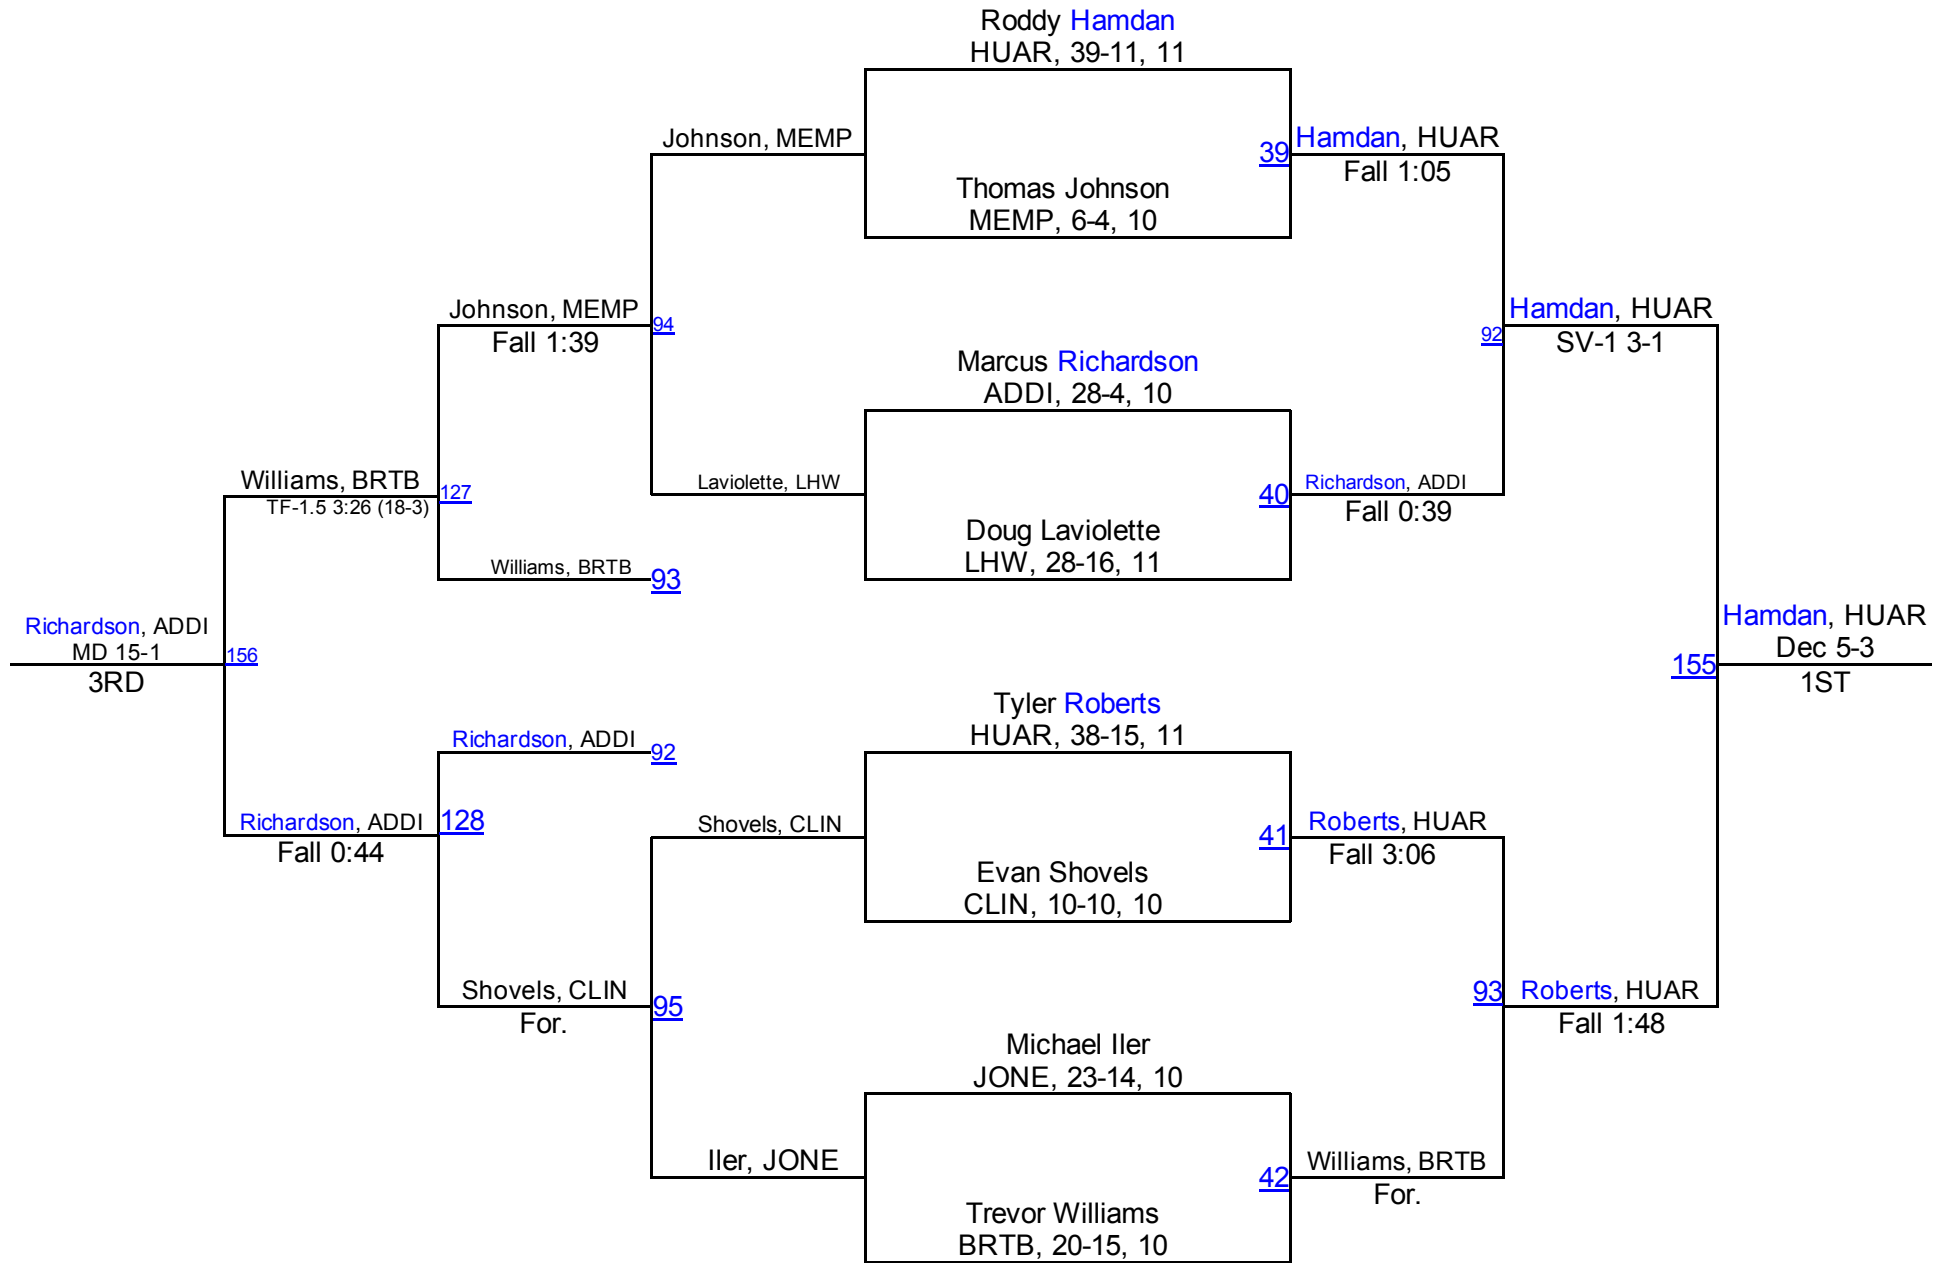 Roddy Hamdan
HUAR, 39-11, 11
Johnson, MEMP
39
Hamdan, HUAR
Fall 1:05
Thomas Johnson
MEMP, 6-4, 10
Johnson, MEMP
Fall 1:39
94
Hamdan, HUAR
SV-1 3-1
92
Marcus Richardson
ADDI, 28-4, 10
Williams, BRTB
TF-1.5 3:26 (18-3)
127
Laviolette, LHW
40
Richardson, ADDI
Fall 0:39
Doug Laviolette
LHW, 28-16, 11
Williams, BRTB
93
Richardson, ADDI
MD 15-1
3RD
156
Hamdan, HUAR
Dec 5-3
1ST
155
Tyler Roberts
HUAR, 38-15, 11
Richardson, ADDI
92
Richardson, ADDI
Fall 0:44
128
Shovels, CLIN
41
Roberts, HUAR
Fall 3:06
Evan Shovels
CLIN, 10-10, 10
Shovels, CLIN
For.
95
93
Roberts, HUAR
Fall 1:48
Michael Iler
JONE, 23-14, 10
Iler, JONE
42
Williams, BRTB
For.
Trevor Williams
BRTB, 20-15, 10